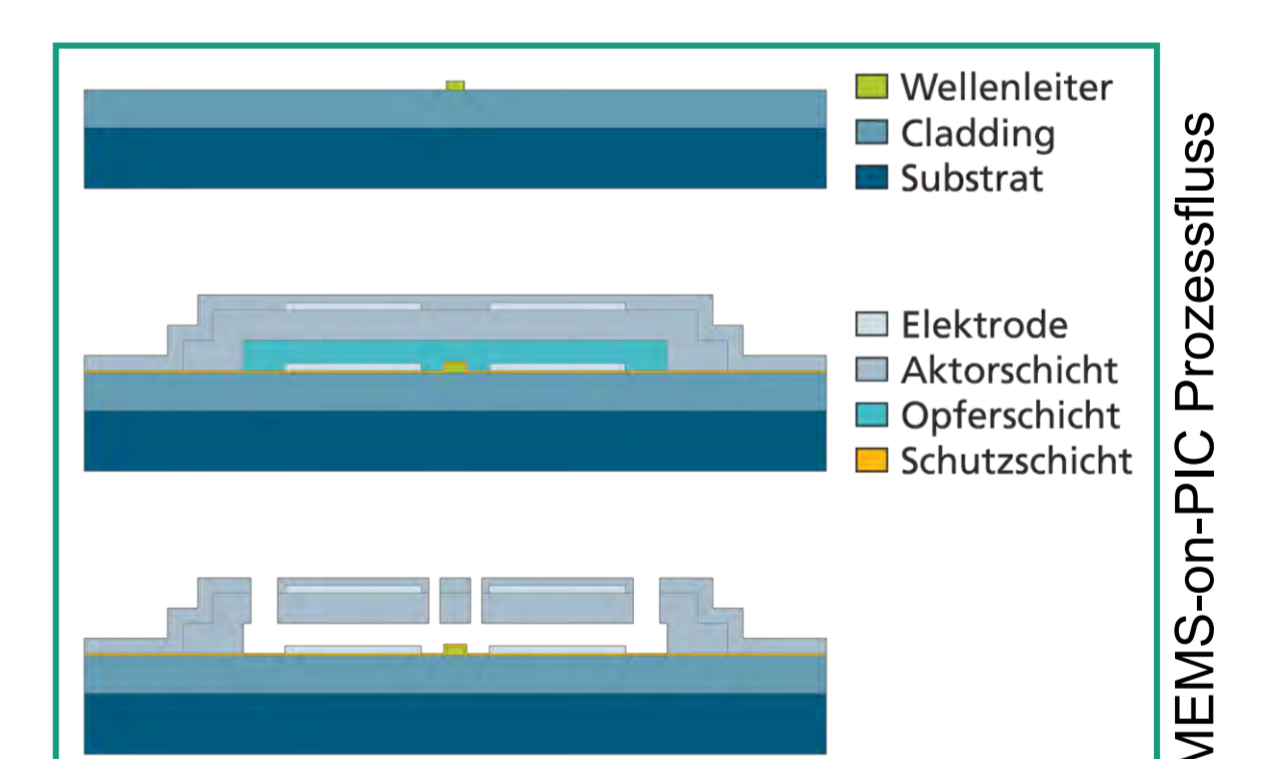 Wellenleiter
Cladding
Substrat
Elektrode
Aktorschicht
Opferschicht
Schutzschicht
MEMS-on-PIC Prozessfluss